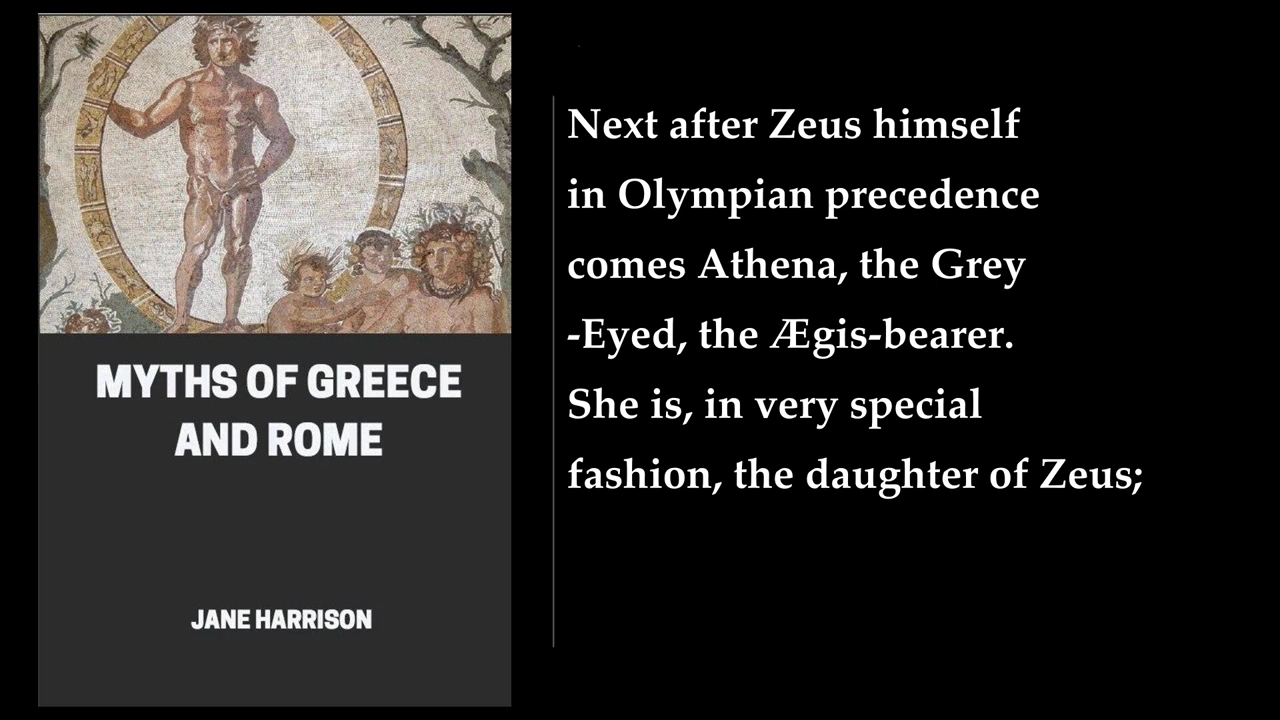 MYTHS OF GREECE
AND ROME
JANE HARRISON
Next after Zeus himself
in Olympian precedence
comes Athena, the Grey
-Eyed, the Ægis-bearer.
She is, in very special
fashion, the daughter of Zeus;